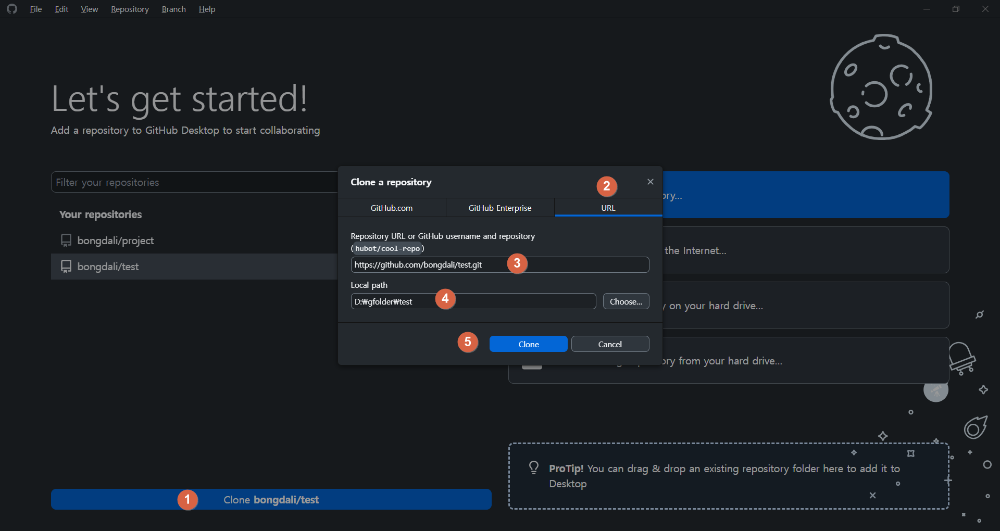 File Edit View Repository Branch Help
Let's get started!
Add a repository to GitHub Desktop to start collaborating
Filter your repositories
Your repositories
bongdali/project
bongdali/test
1
Clone bongdali/test
Clone a repository
2
GitHub.com
GitHub Enterprise
URL
Repository URL or GitHub username and repository
(hubot/cool-repo)
https://github.com/bongdali/test.git
3
Local path
D:₩gfolder₩test
4
Choose...
5
Clone
Cancel
ory...
the Internet...
y on your hard drive...
ory from your hard drive...
ProTip! You can drag & drop an existing repository folder here to add it to
Desktop